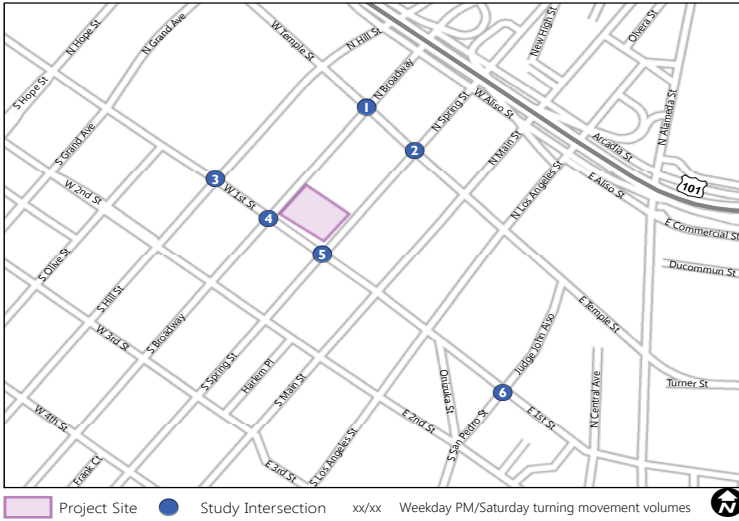 N Hope St
N Grand Ave
W Temple St
N Hill St
New High St
Olvera St
S Hope St
N Broadway
1
N Spring St
W Aliso St
N Alameda St
S Grand Ave
2
N Main St
Arcadia St
3
W 1st St
N Los Angeles St
E Aliso St
101
W 2nd St
4
E Commercial St
5
S Olive St
Ducommun St
S Hill St
S Broadway
E Temple St
W 3rd St
S Spring St
Harlem Pl
Judge John Aiso
S Main St
Onizuka St
6
N Central Ave
Turner St
W 4th St
E 2nd St
S San Pedro St
E 1st St
Frank Ct
E 3rd St
S Los Angeles St
Project Site
Study Intersection
xx/xx Weekday PM/Saturday turning movement volumes
N